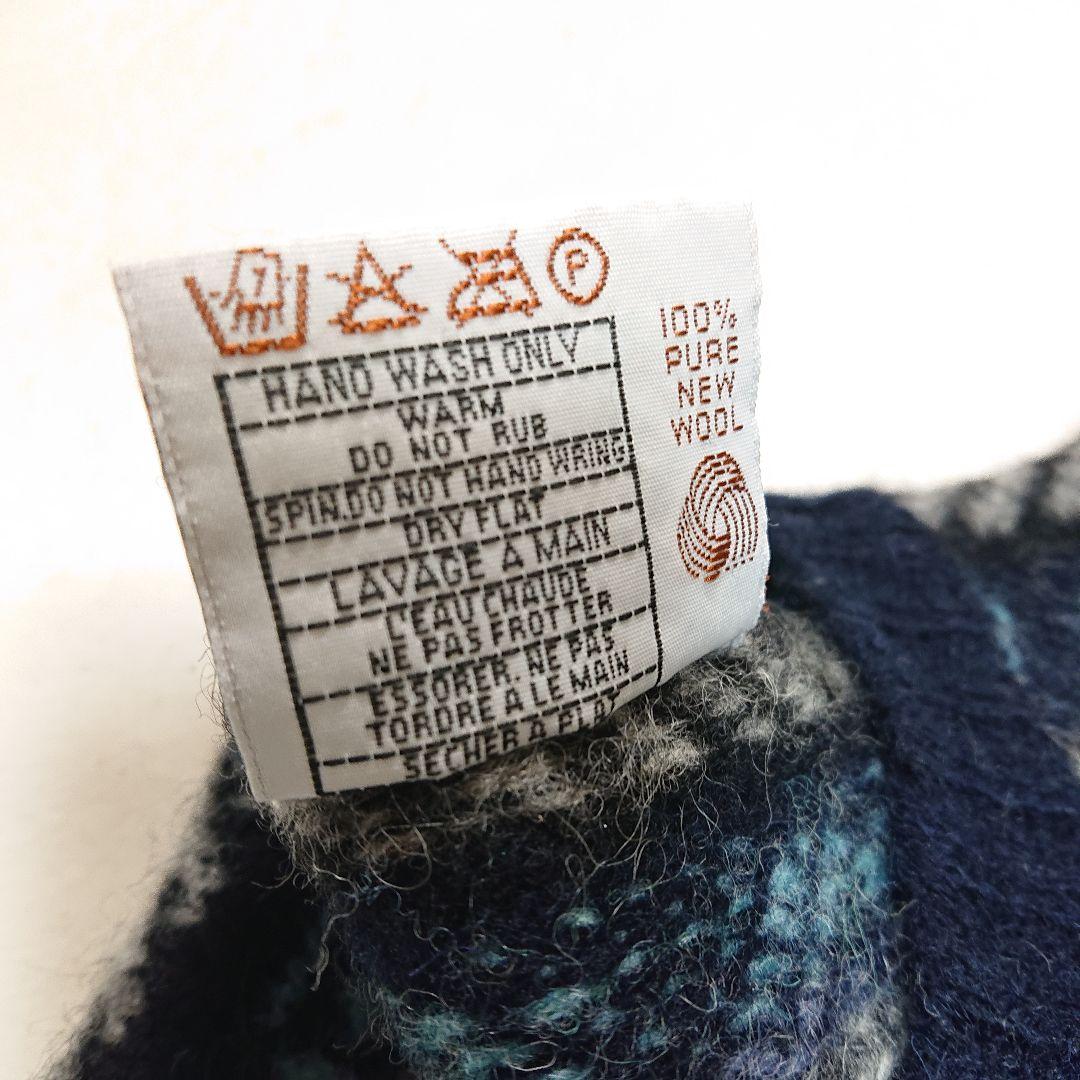 7
P
HAND WASH ONLY
WARM
DO NOT RUB
SPIN.DO NOT HAND WRING
DRY FLAT
LAVAGE A MAIN
L'EAU CHAUDE
NE PAS FROTTER
ESSORER. NE PAS
TORDRE A LE MAIN
SECHER A PLAT
100%
PURE
NEW
WOOL